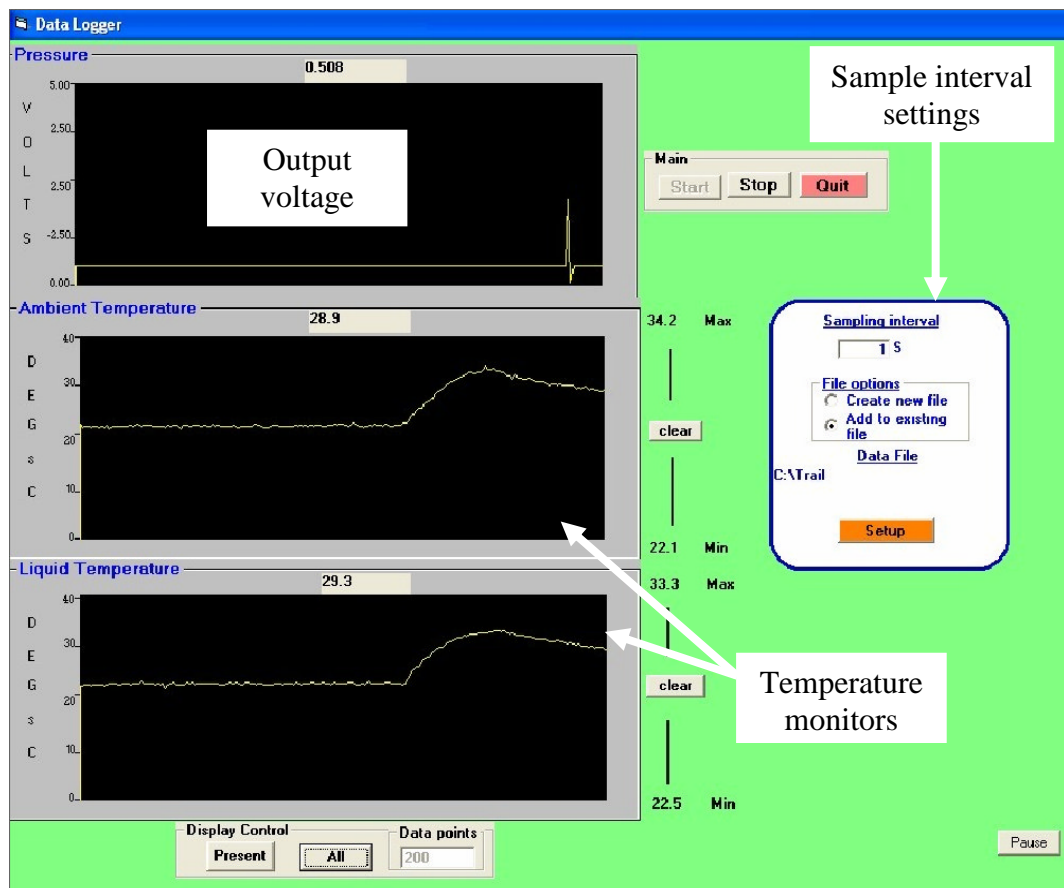 Data Logger
Pressure
0.508
5.00
2.50
2.50
-2.50
0.00
V
O
L
T
S
Output
voltage
Sample interval
settings
Main
Start Stop Quit
Ambient Temperature
28.9
40
30
20
10
0
D
E
G
s
C
34.2 Max
clear
22.1 Min
Sampling interval
1 S
File options
Create new file
Add to existing
file
Data File
C:\Trail
Setup
Liquid Temperature
29.3
40
30
20
10
0
D
E
G
s
C
33.3 Max
clear
22.5 Min
Temperature
monitors
Display Control
Present All
Data points
200
Pause